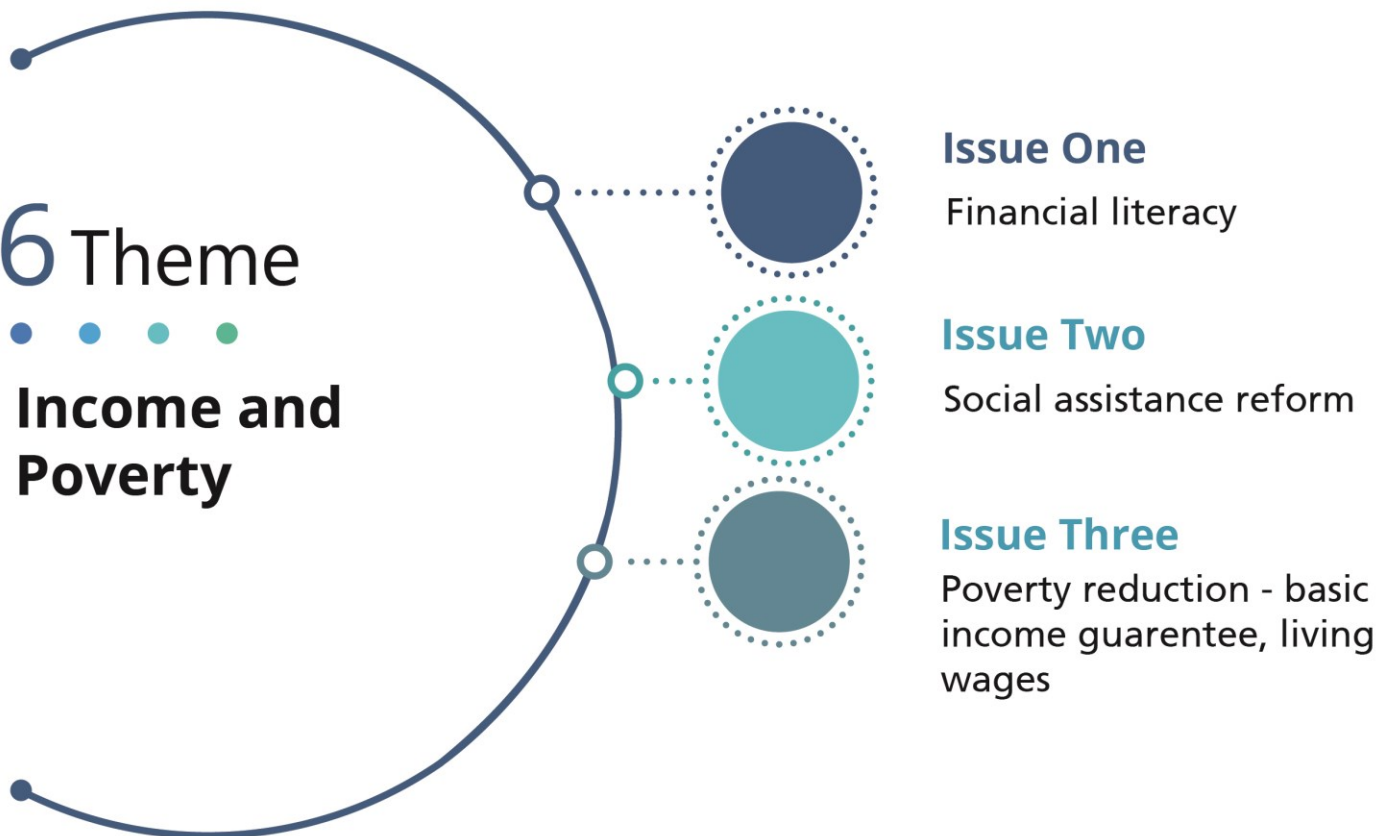 6 Theme
Income and
Poverty
Issue One
Financial literacy
Issue Two
Social assistance reform
Issue Three
Poverty reduction - basic
income guarentee, living
wages